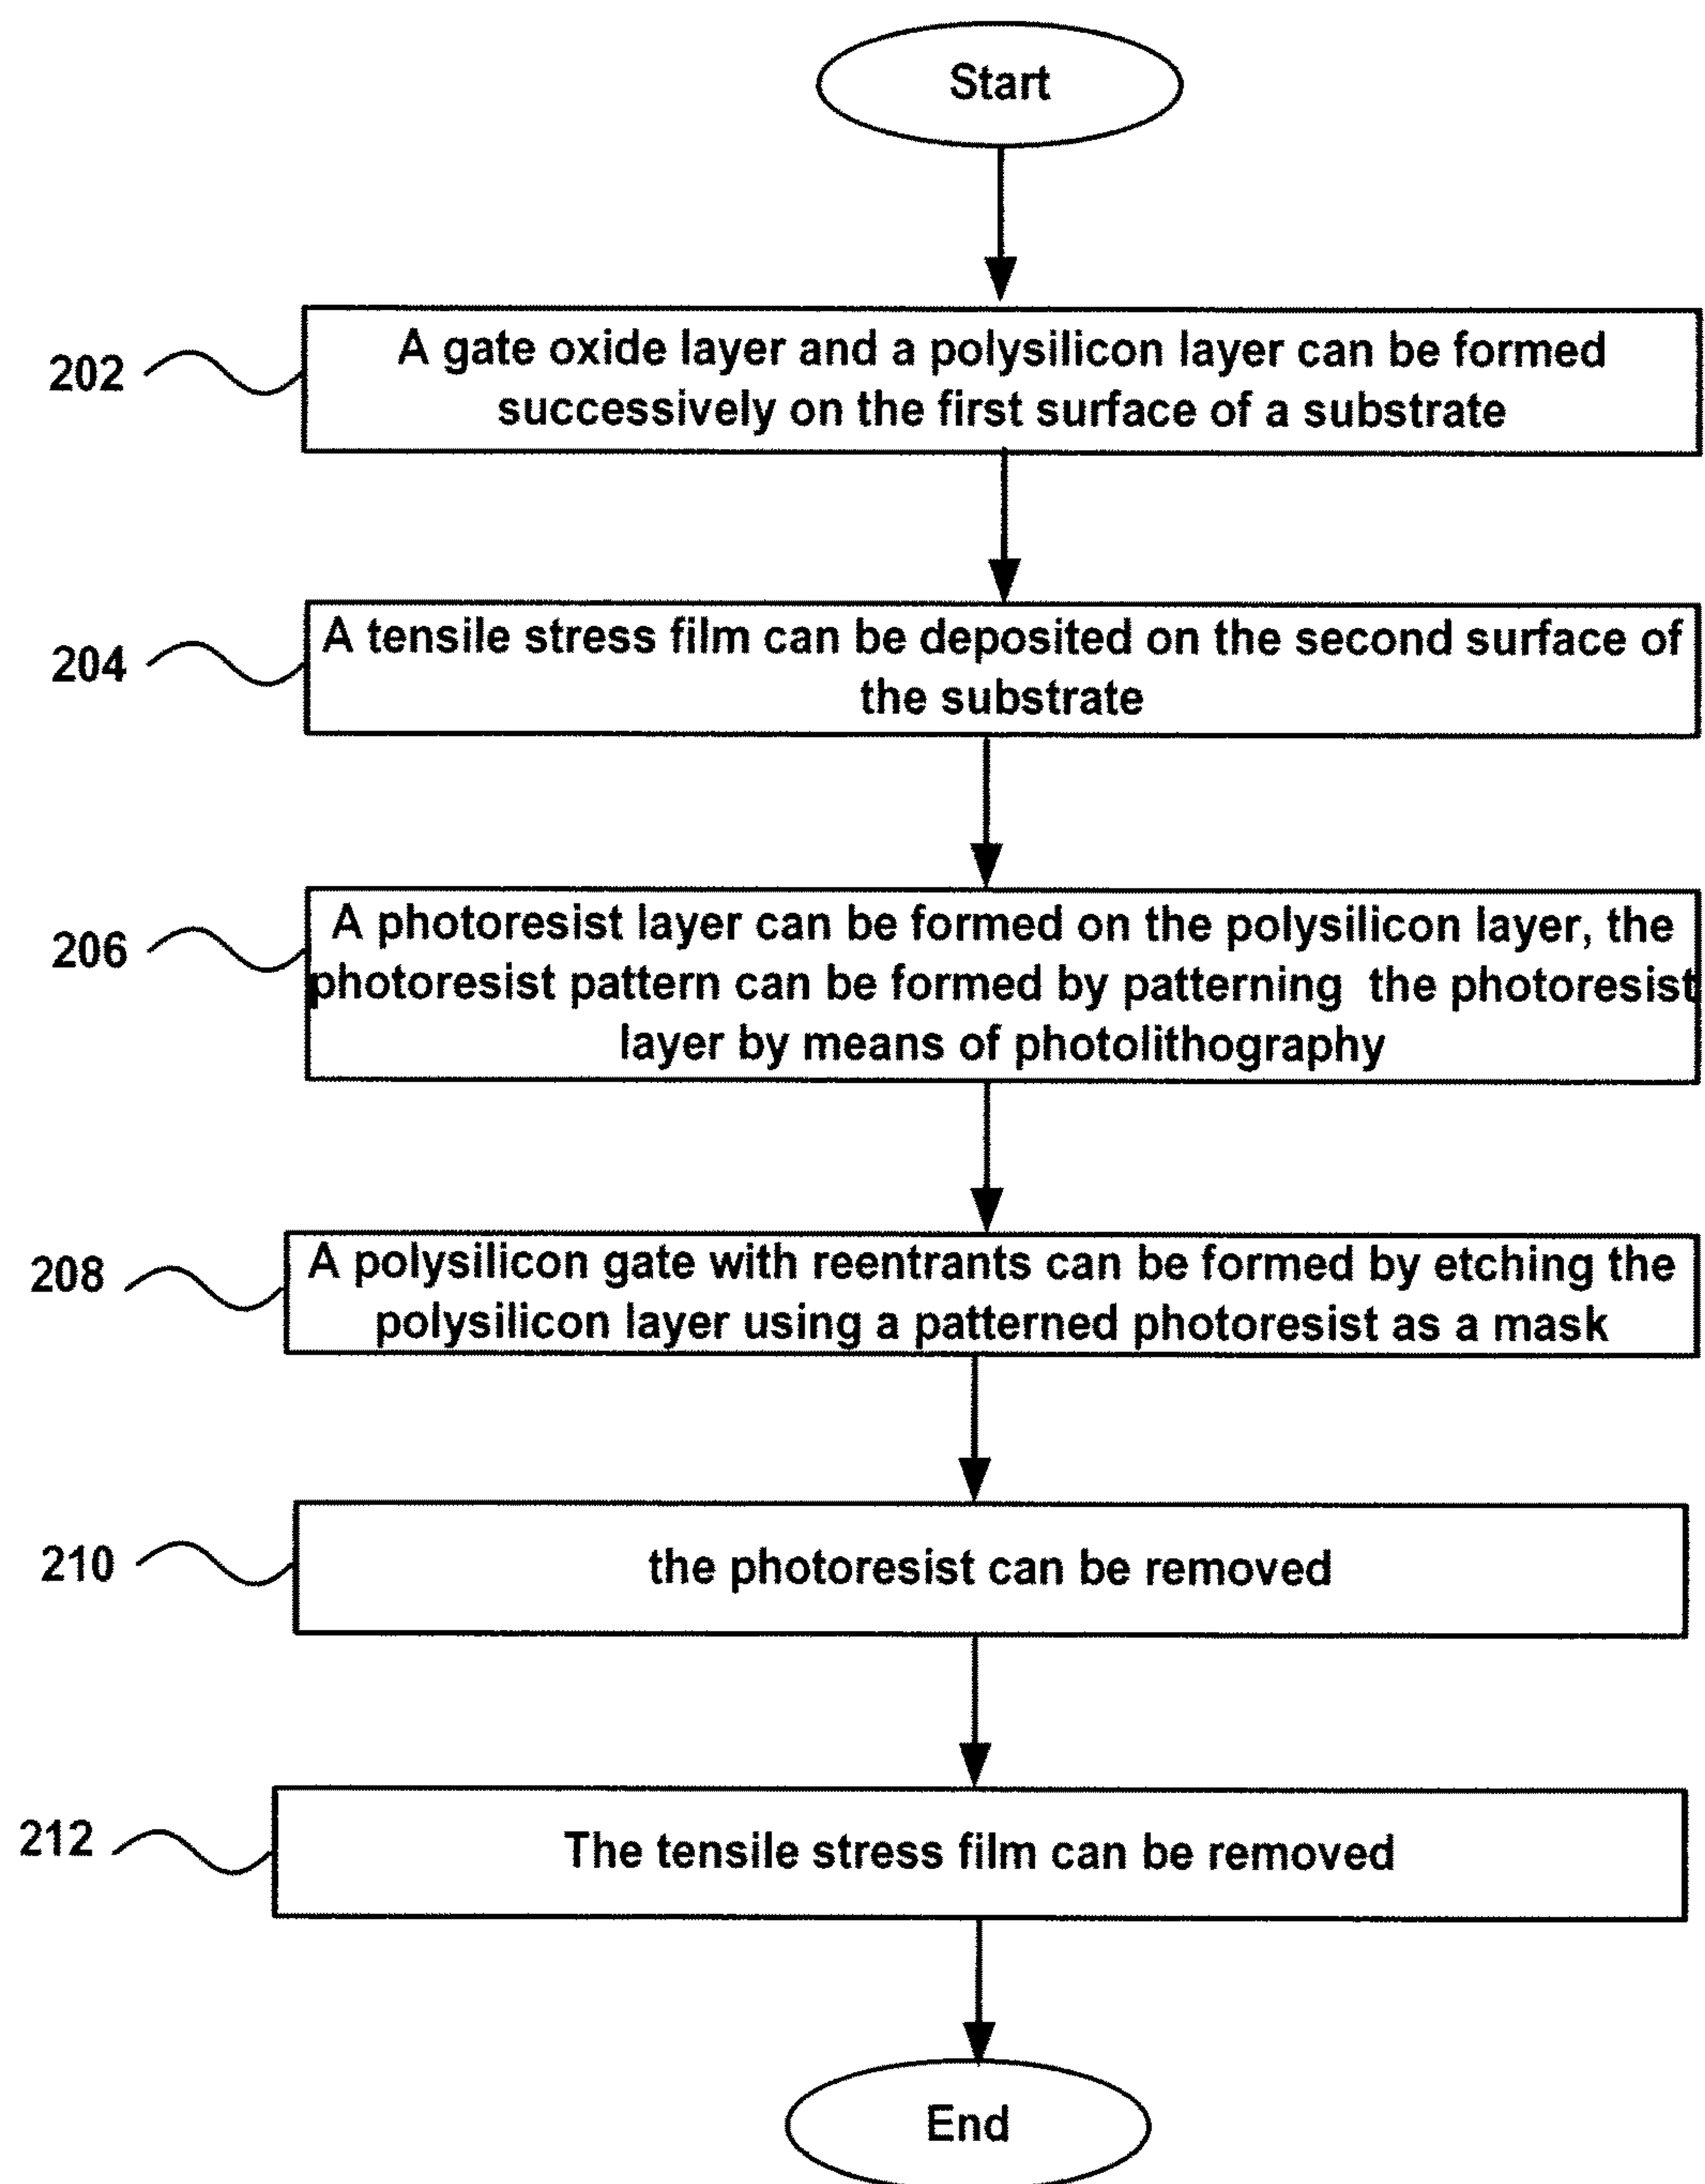 Start
202
A gate oxide layer and a polysilicon layer can be formed
successively on the first surface of a substrate
204
A tensile stress film can be deposited on the second surface of
the substrate
206
A photoresist layer can be formed on the polysilicon layer, the
photoresist pattern can be formed by patterning the photoresist
layer by means of photolithography
208
A polysilicon gate with reentrants can be formed by etching the
polysilicon layer using a patterned photoresist as a mask
210
the photoresist can be removed
212
The tensile stress film can be removed
End